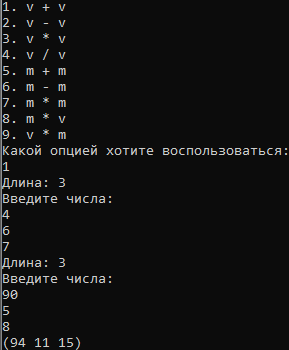 1. v + v
2. v - v
3. v * v
4. v / v
5. m + m
6. m - m
7. m * m
8. m * v
9. v * m
Какой опцией хотите воспользоваться:
1
Длина: 3
Введите числа:
4
6
7
Длина: 3
Введите числа:
90
5
8
(94 11 15)